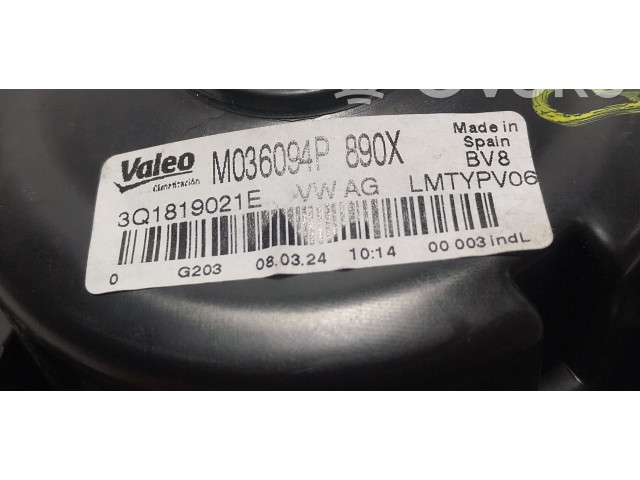 Valeo M036094P 890X Made in
Climatización Spain
BV8
3Q1819021E VW AG LMTYPV06
0 G203 08.03.24 10:14 00 003 indL